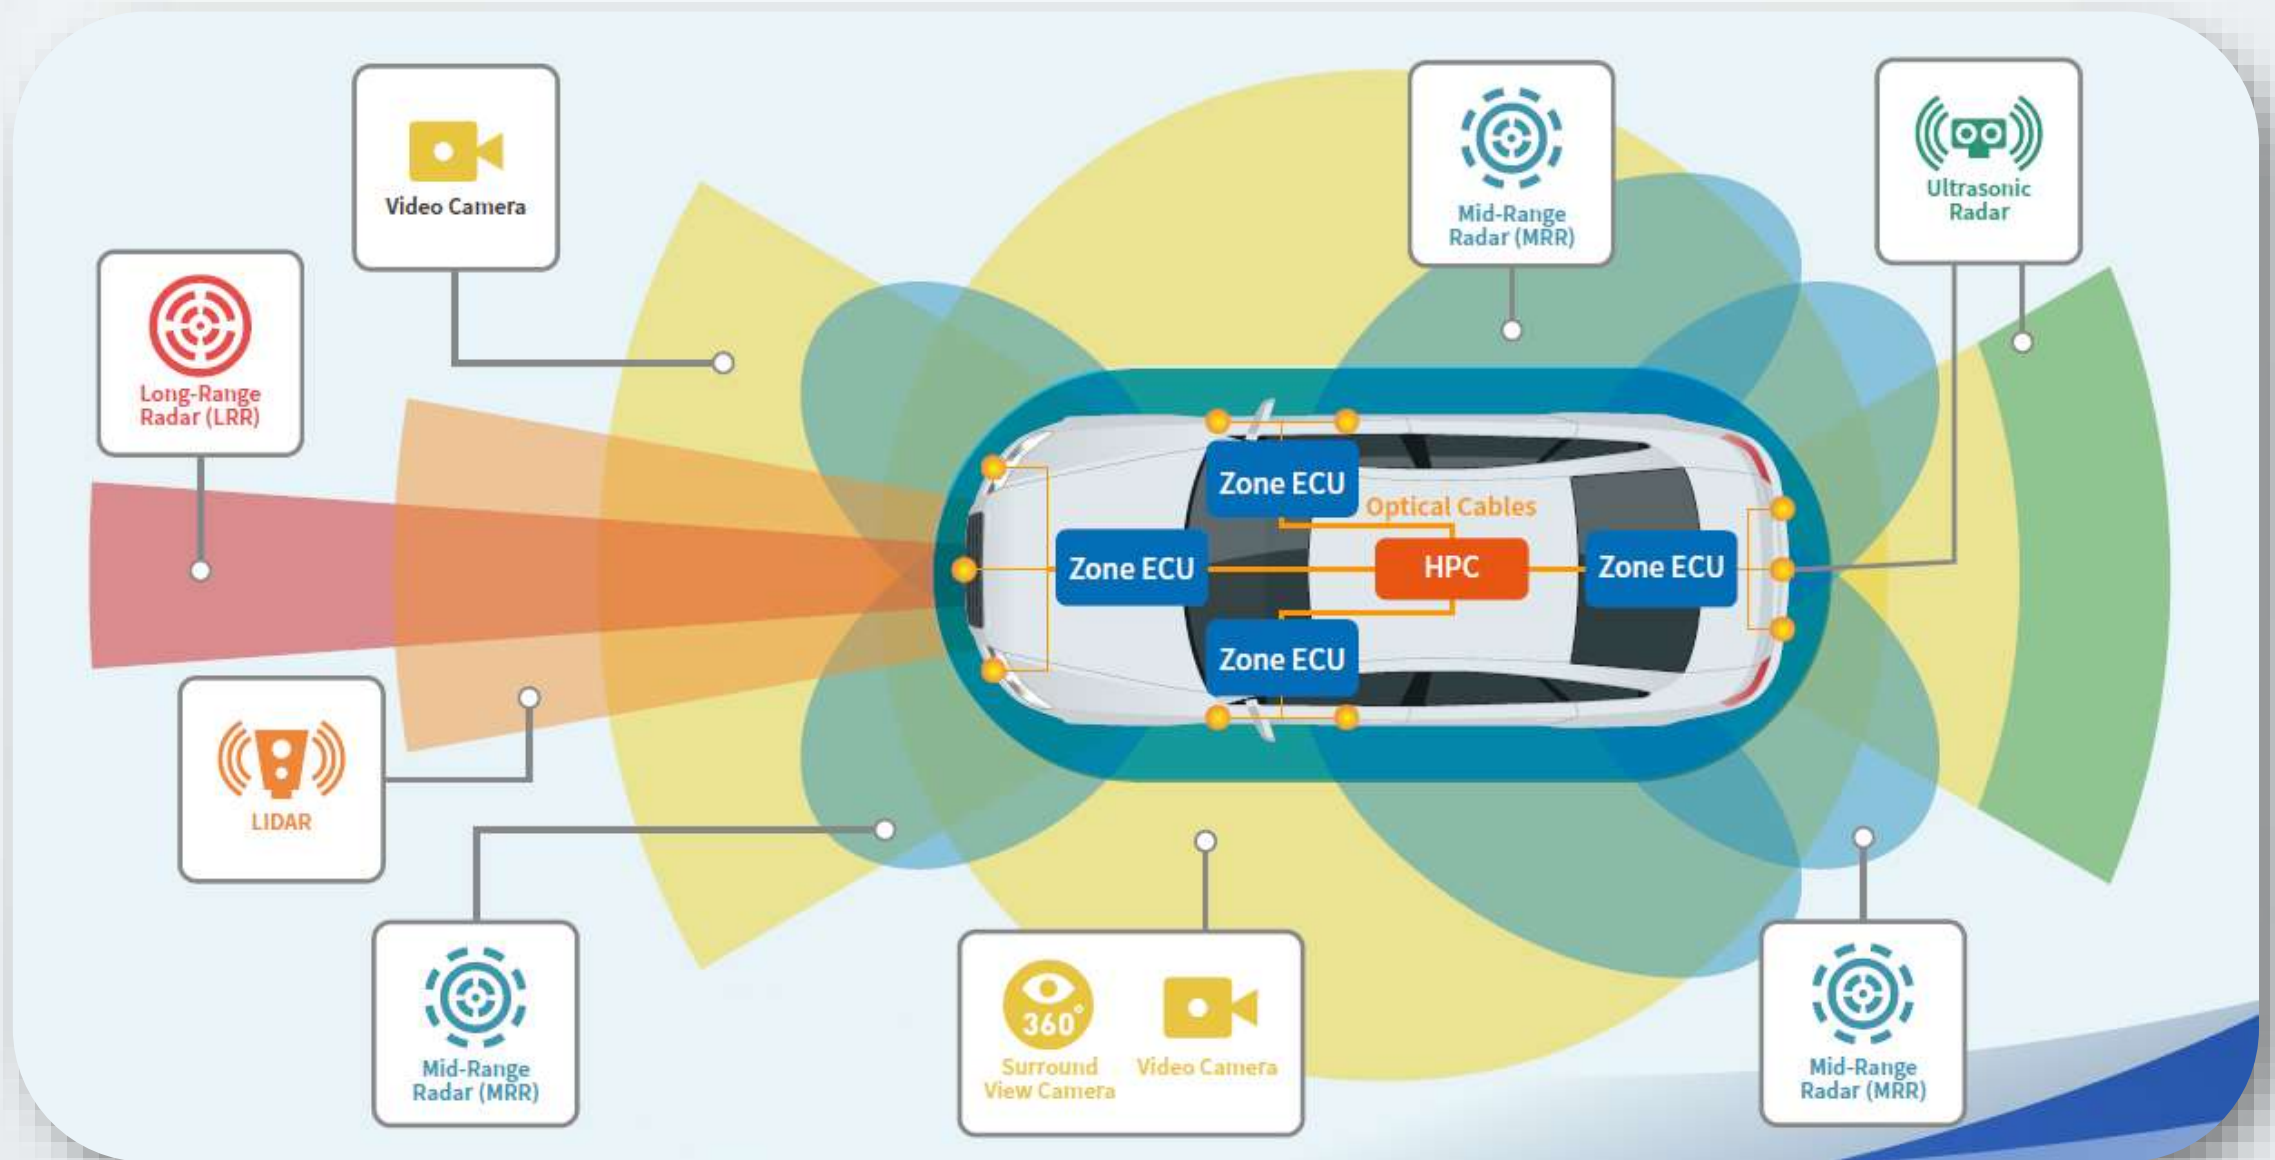 Video Camera
Long-Range
Radar (LRR)
Mid-Range
Radar (MRR)
Ultrasonic
Radar
Zone ECU
Optical Cables
Zone ECU
HPC
Zone ECU
Zone ECU
LIDAR
Mid-Range
Radar (MRR)
360°
Surround
View Camera
Video Camera
Mid-Range
Radar (MRR)